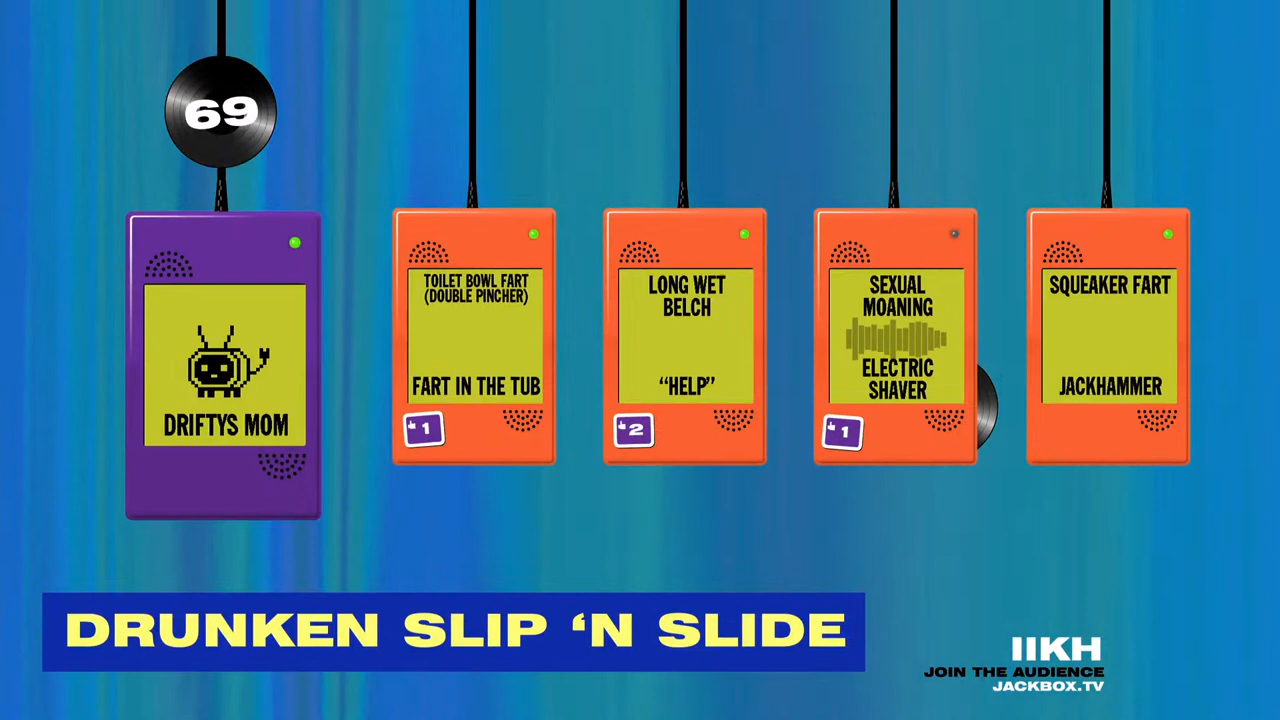 69
DRIFTYS MOM
TOILET BOWL FART
(DOUBLE PINCHER)
FART IN THE TUB
1
LONG WET
BELCH
“HELP”
2
SEXUAL
MOANING
ELECTRIC
SHAVER
1
SQUEAKER FART
JACKHAMMER
DRUNKEN SLIP ‘N SLIDE
IIKH
JOIN THE AUDIENCE
JACKBOX.TV